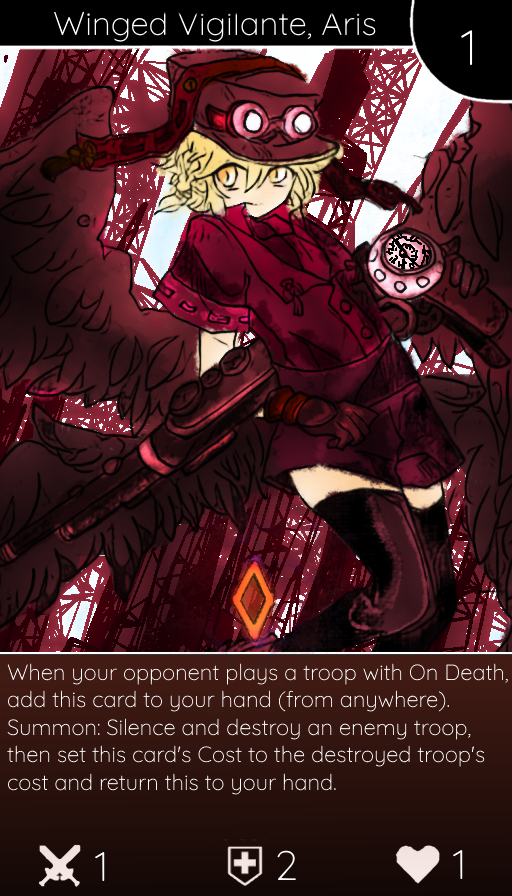 Winged Vigilante, Aris
1
When your opponent plays a troop with On Death,
add this card to your hand (from anywhere).
Summon: Silence and destroy an enemy troop,
then set this card's Cost to the destroyed troop's
cost and return this to your hand.
1 2 1